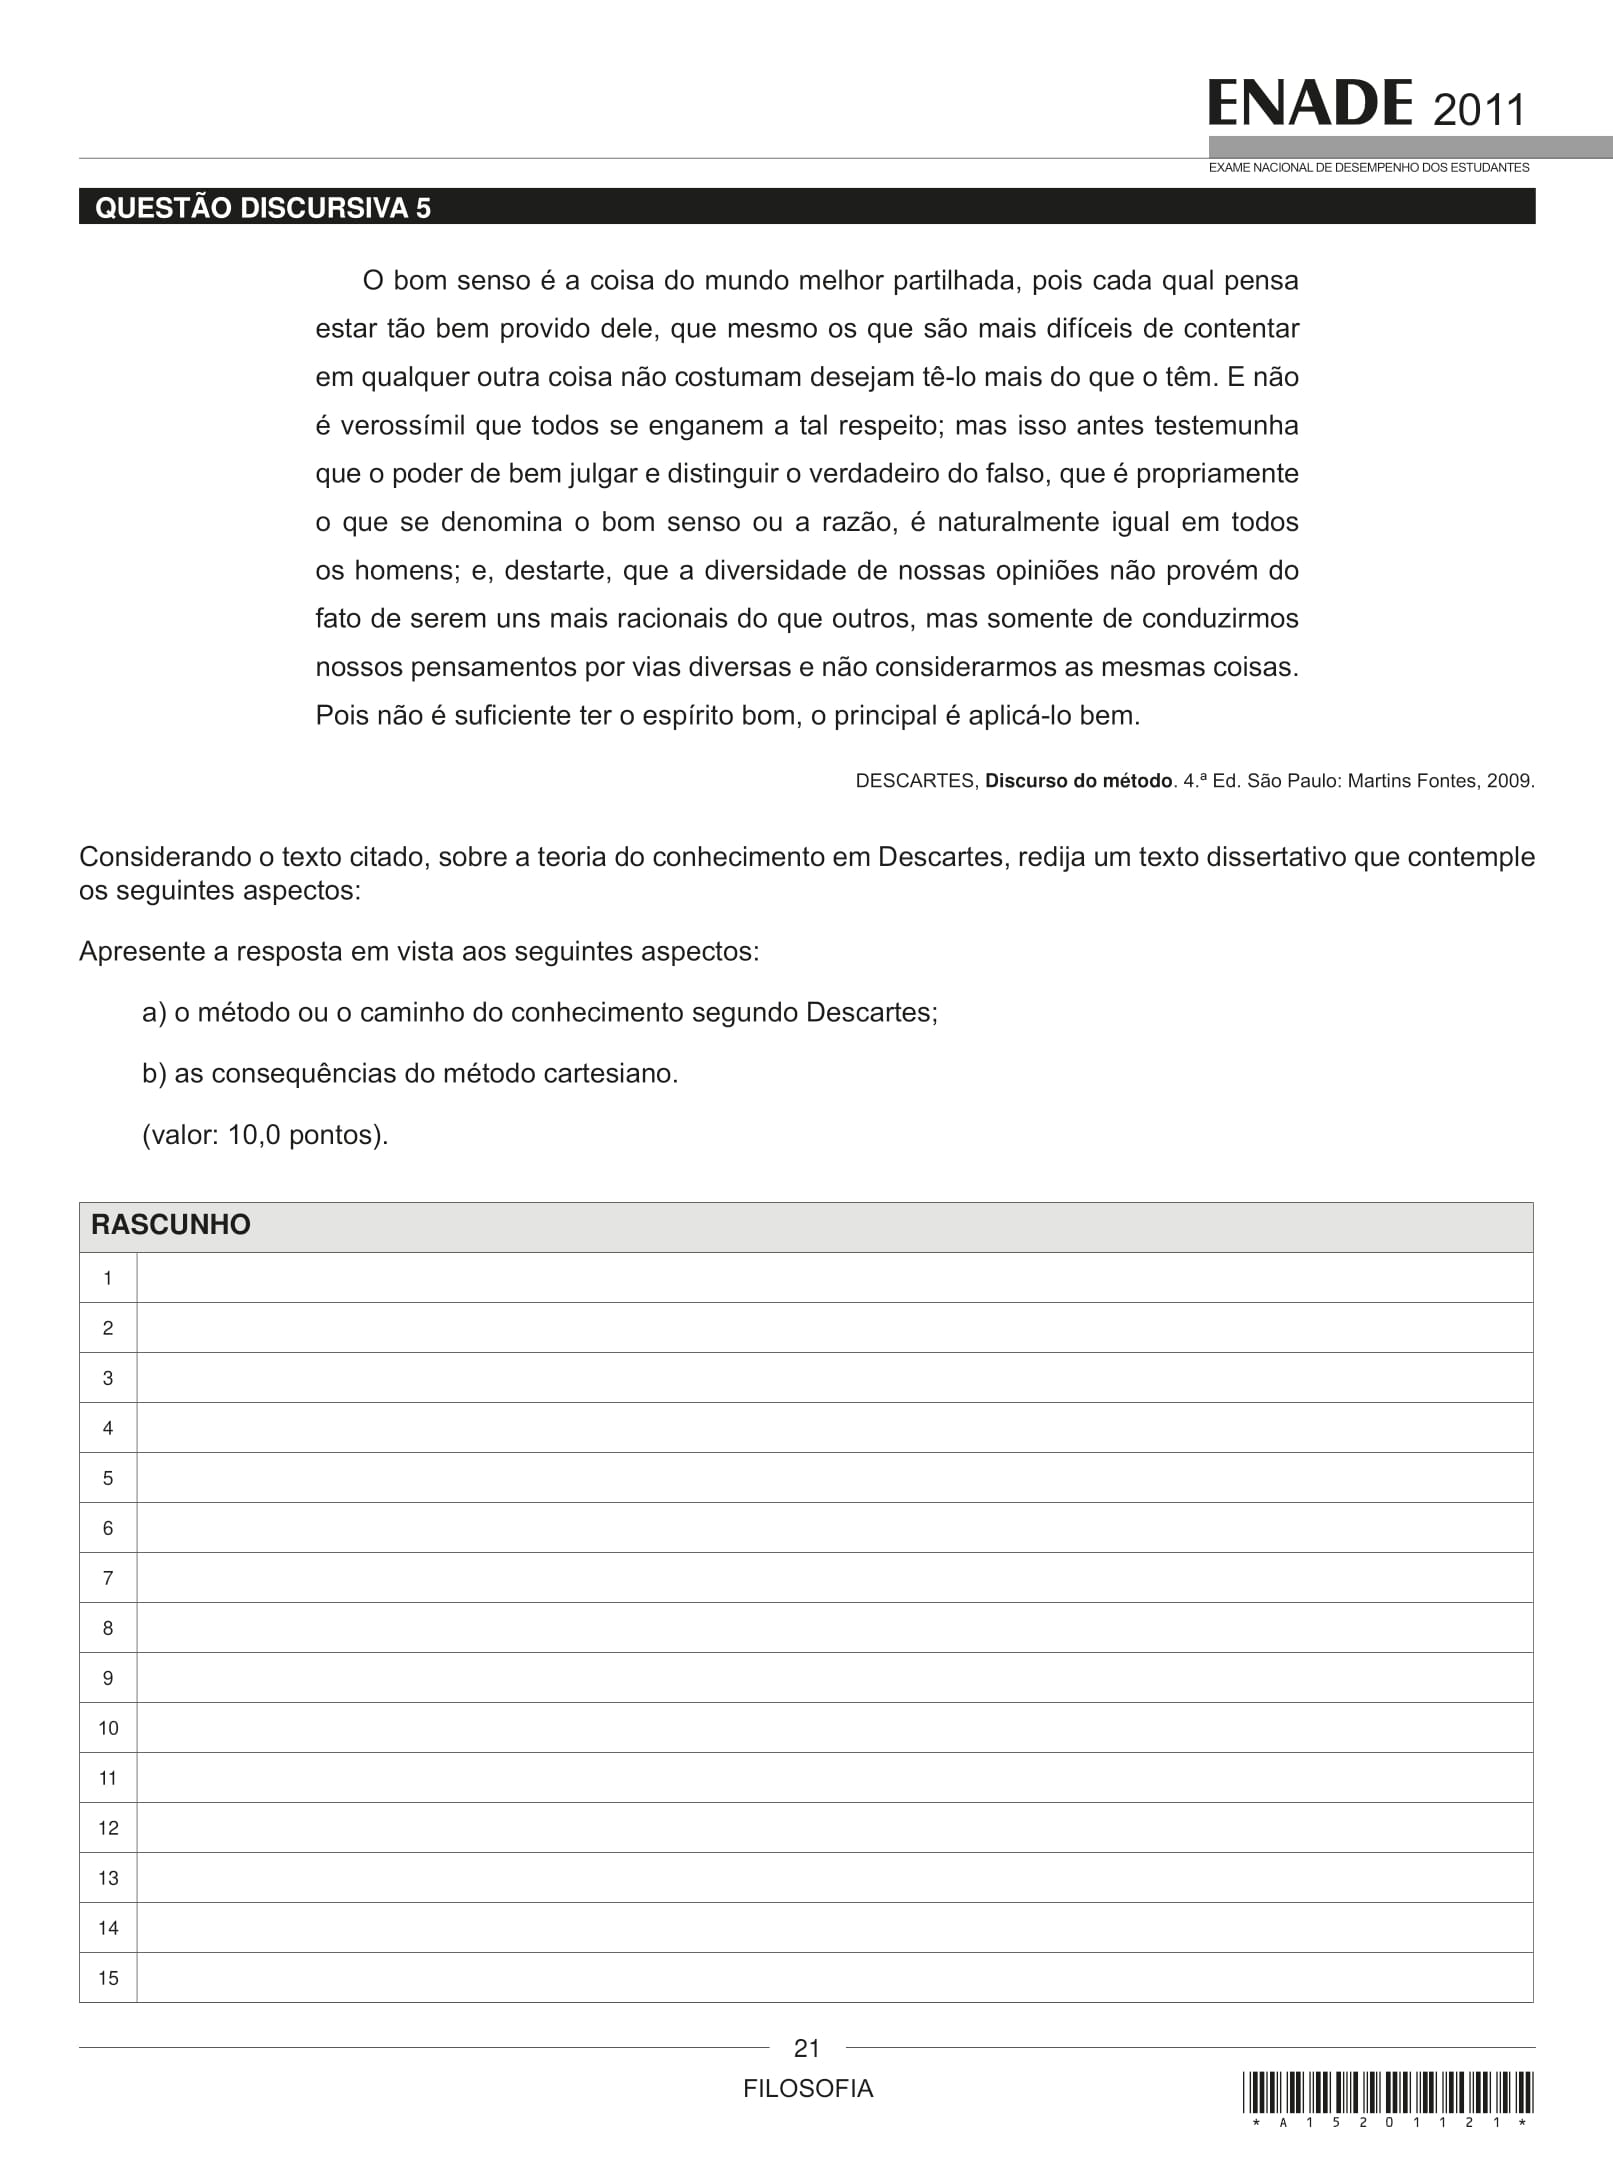 ENADE 2011
EXAME NACIONAL DE DESEMPENHO DOS ESTUDANTES
QUESTÃO DISCURSIVA 5
O bom senso é a coisa do mundo melhor partilhada, pois cada qual pensa
estar tão bem provido dele, que mesmo os que são mais difíceis de contentar
em qualquer outra coisa não costumam desejam tê-lo mais do que o têm. E não
é verossímil que todos se enganem a tal respeito; mas isso antes testemunha
que o poder de bem julgar e distinguir o verdadeiro do falso, que é propriamente
o que se denomina o bom senso ou a razão, é naturalmente igual em todos
os homens; e, destarte, que a diversidade de nossas opiniões não provém do
fato de serem uns mais racionais do que outros, mas somente de conduzirmos
nossos pensamentos por vias diversas e não considerarmos as mesmas coisas.
Pois não é suficiente ter o espírito bom, o principal é aplicá-lo bem.
DESCARTES, Discurso do método. 4.ª Ed. São Paulo: Martins Fontes, 2009.
Considerando o texto citado, sobre a teoria do conhecimento em Descartes, redija um texto dissertativo que contemple
os seguintes aspectos:
Apresente a resposta em vista aos seguintes aspectos:
a) o método ou o caminho do conhecimento segundo Descartes;
b) as consequências do método cartesiano.
(valor: 10,0 pontos).
RASCUNHO
1
2
3
4
5
6
7
8
9
10
11
12
13
14
15
21
FILOSOFIA
* A 1 5 2 0 1 1 2 1 *